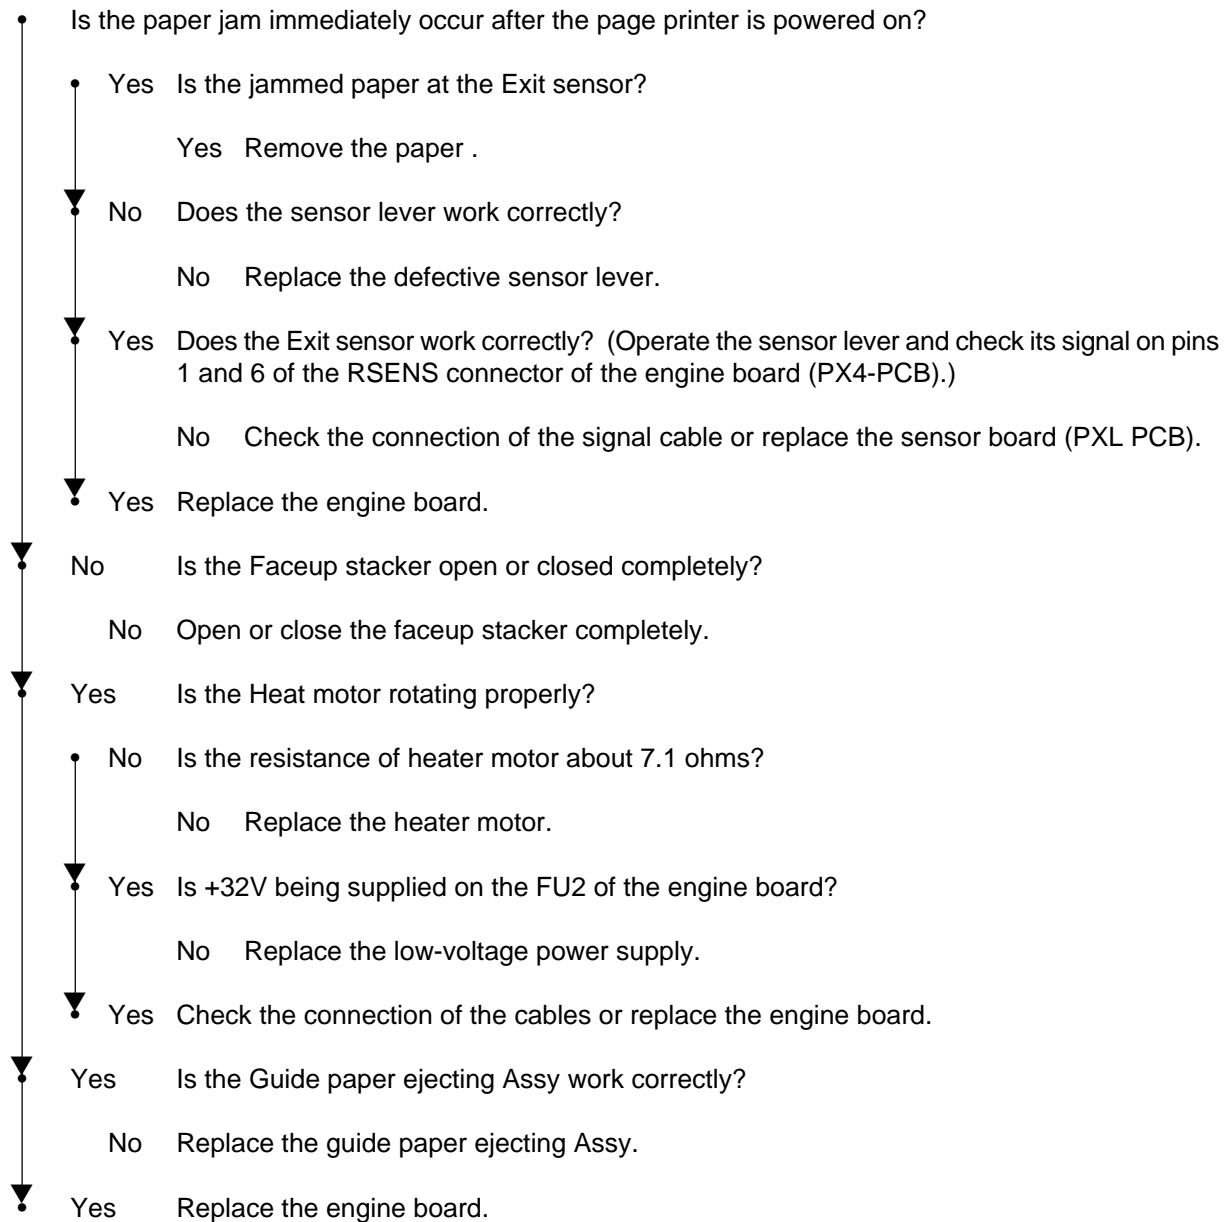 Is the paper jam immediately occur after the page printer is powered on?
Yes Is the jammed paper at the Exit sensor?
Yes Remove the paper .
No Does the sensor lever work correctly?
No Replace the defective sensor lever.
Yes Does the Exit sensor work correctly? (Operate the sensor lever and check its signal on pins
1 and 6 of the RSENS connector of the engine board (PX4-PCB).)
No Check the connection of the signal cable or replace the sensor board (PXL PCB).
Yes Replace the engine board.
No Is the Faceup stacker open or closed completely?
No Open or close the faceup stacker completely.
Yes Is the Heat motor rotating properly?
No Is the resistance of heater motor about 7.1 ohms?
No Replace the heater motor.
Yes Is +32V being supplied on the FU2 of the engine board?
No Replace the low-voltage power supply.
Yes Check the connection of the cables or replace the engine board.
Yes Is the Guide paper ejecting Assy work correctly?
No Replace the guide paper ejecting Assy.
Yes Replace the engine board.